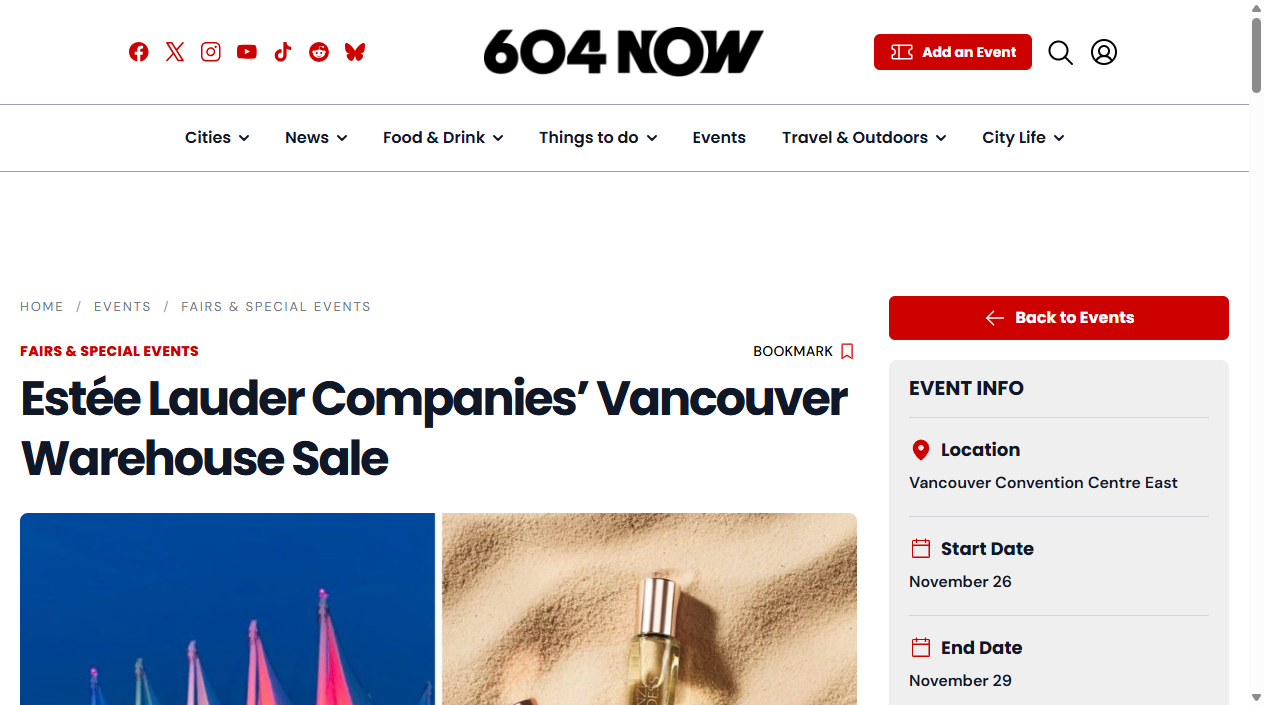 604 NOW
Add an Event
Cities
News
Food & Drink
Things to do
Events
Travel & Outdoors
City Life
HOME / EVENTS / FAIRS & SPECIAL EVENTS
FAIRS & SPECIAL EVENTS
BOOKMARK
Estée Lauder Companies’ Vancouver
Warehouse Sale
Back to Events
EVENT INFO
Location
Vancouver Convention Centre East
Start Date
November 26
End Date
November 29